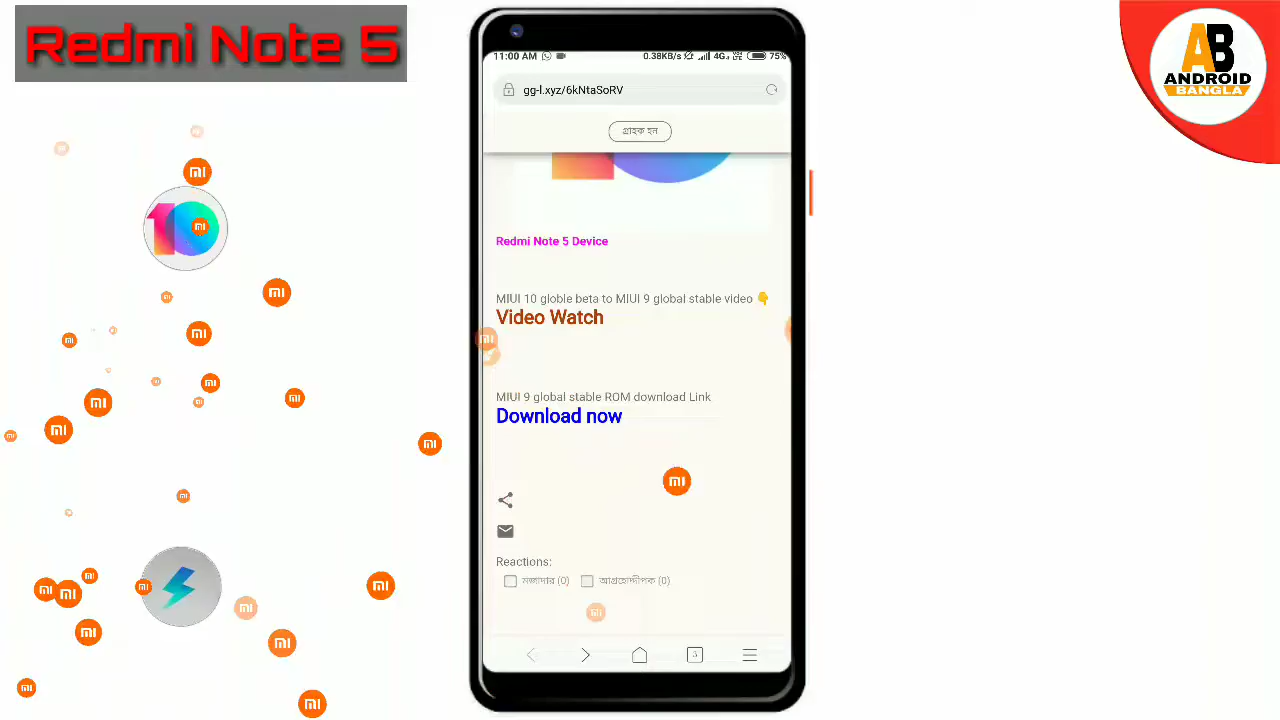 Redmi Note 5
11:00 AM
0.38KB/s
4G
75%
gg-l.xyz/6kNtaSoRV
গ্রাহক হন
Redmi Note 5 Device
MIUI 10 globle beta to MIUI 9 global stable video
Video Watch
MIUI 9 global stable ROM download Link
Download now
Reactions:
মজাদার (0)
আগ্রহোদ্দীপক (0)
3
AB
ANDROID
BANGLA
10